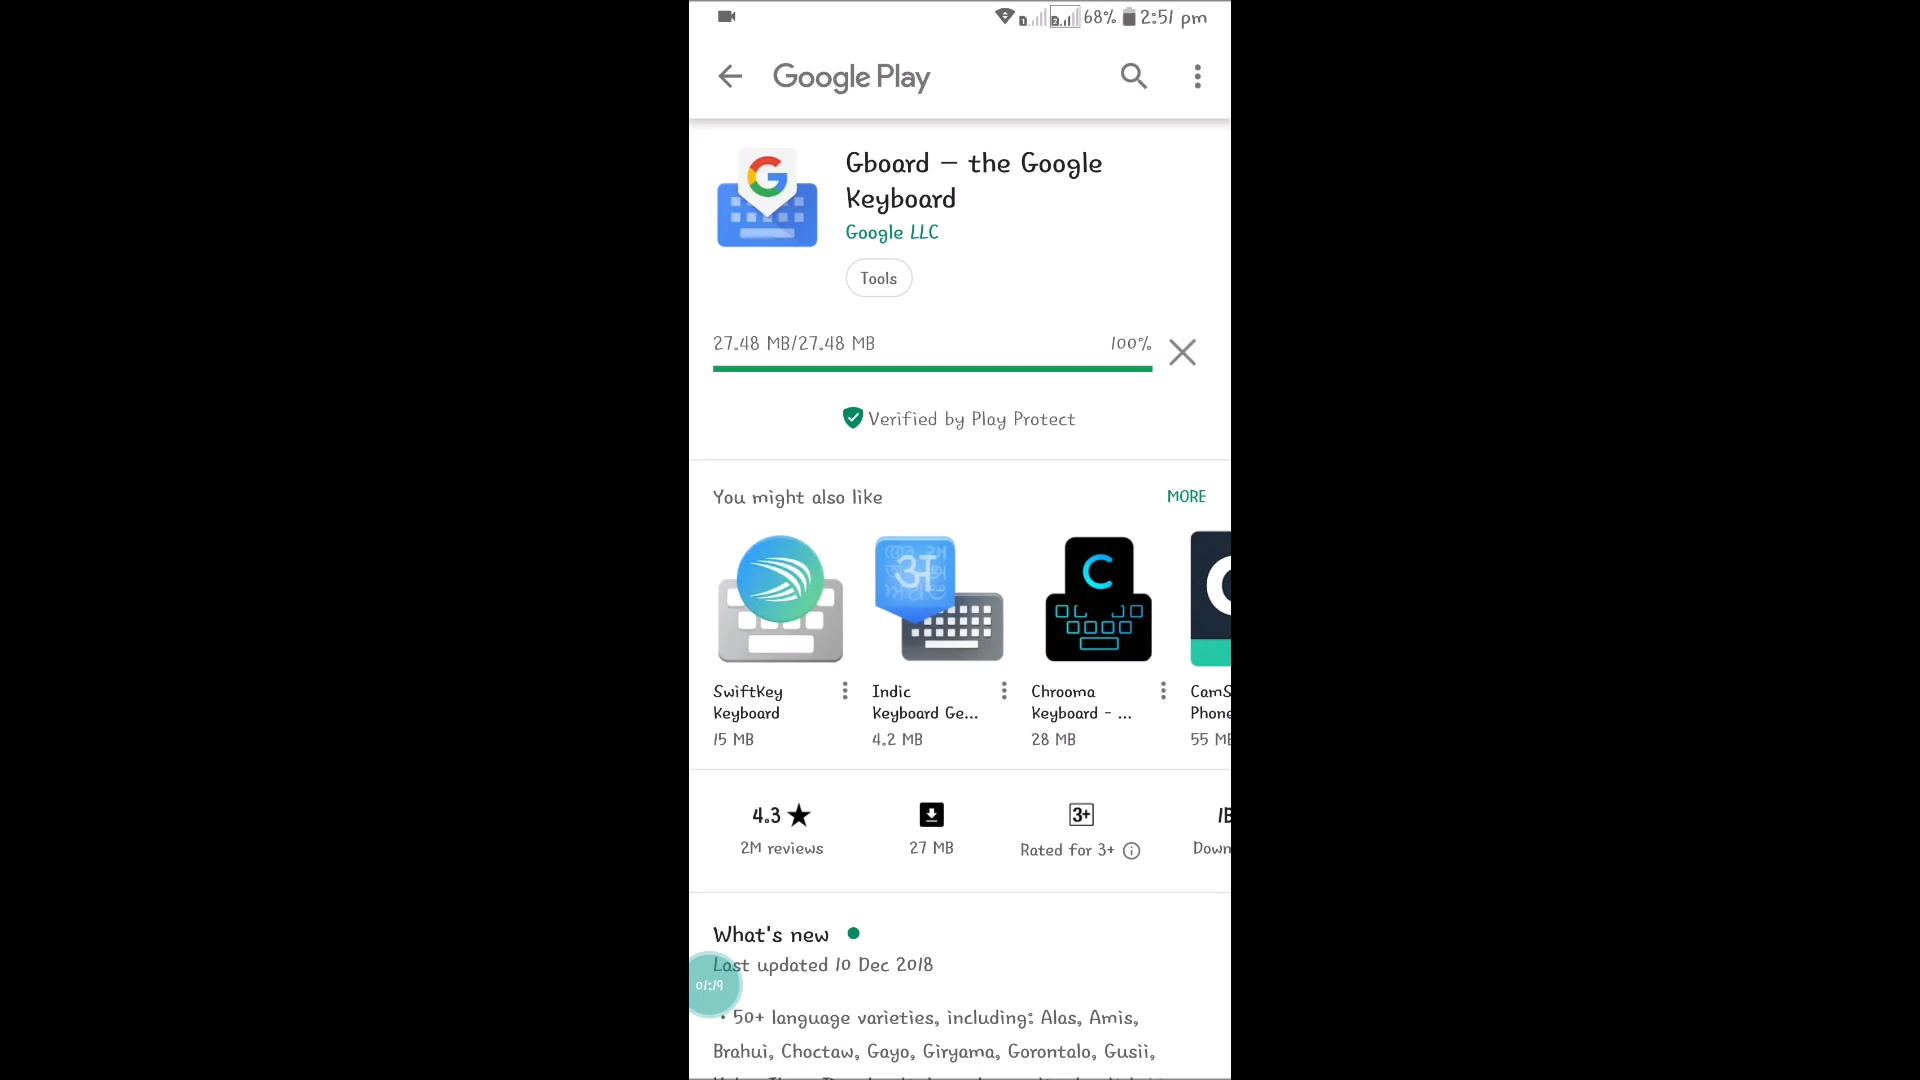 68% 2:51 pm
Google Play
Gboard – the Google
Keyboard
Google LLC
Tools
27.48 MB/27.48 MB 100%
Verified by Play Protect
You might also like MORE
SwiftKey Indic Chrooma CamS
Keyboard Keyboard Ge... Keyboard - ... Phone
15 MB 4.2 MB 28 MB 55 MB
4.3 3+ 1B
2M reviews 27 MB Rated for 3+ Down
What's new
Last updated 10 Dec 2018
01:19
• 50+ language varieties, including: Alas, Amis,
Brahui, Choctaw, Gayo, Giryama, Gorontalo, Gusii,